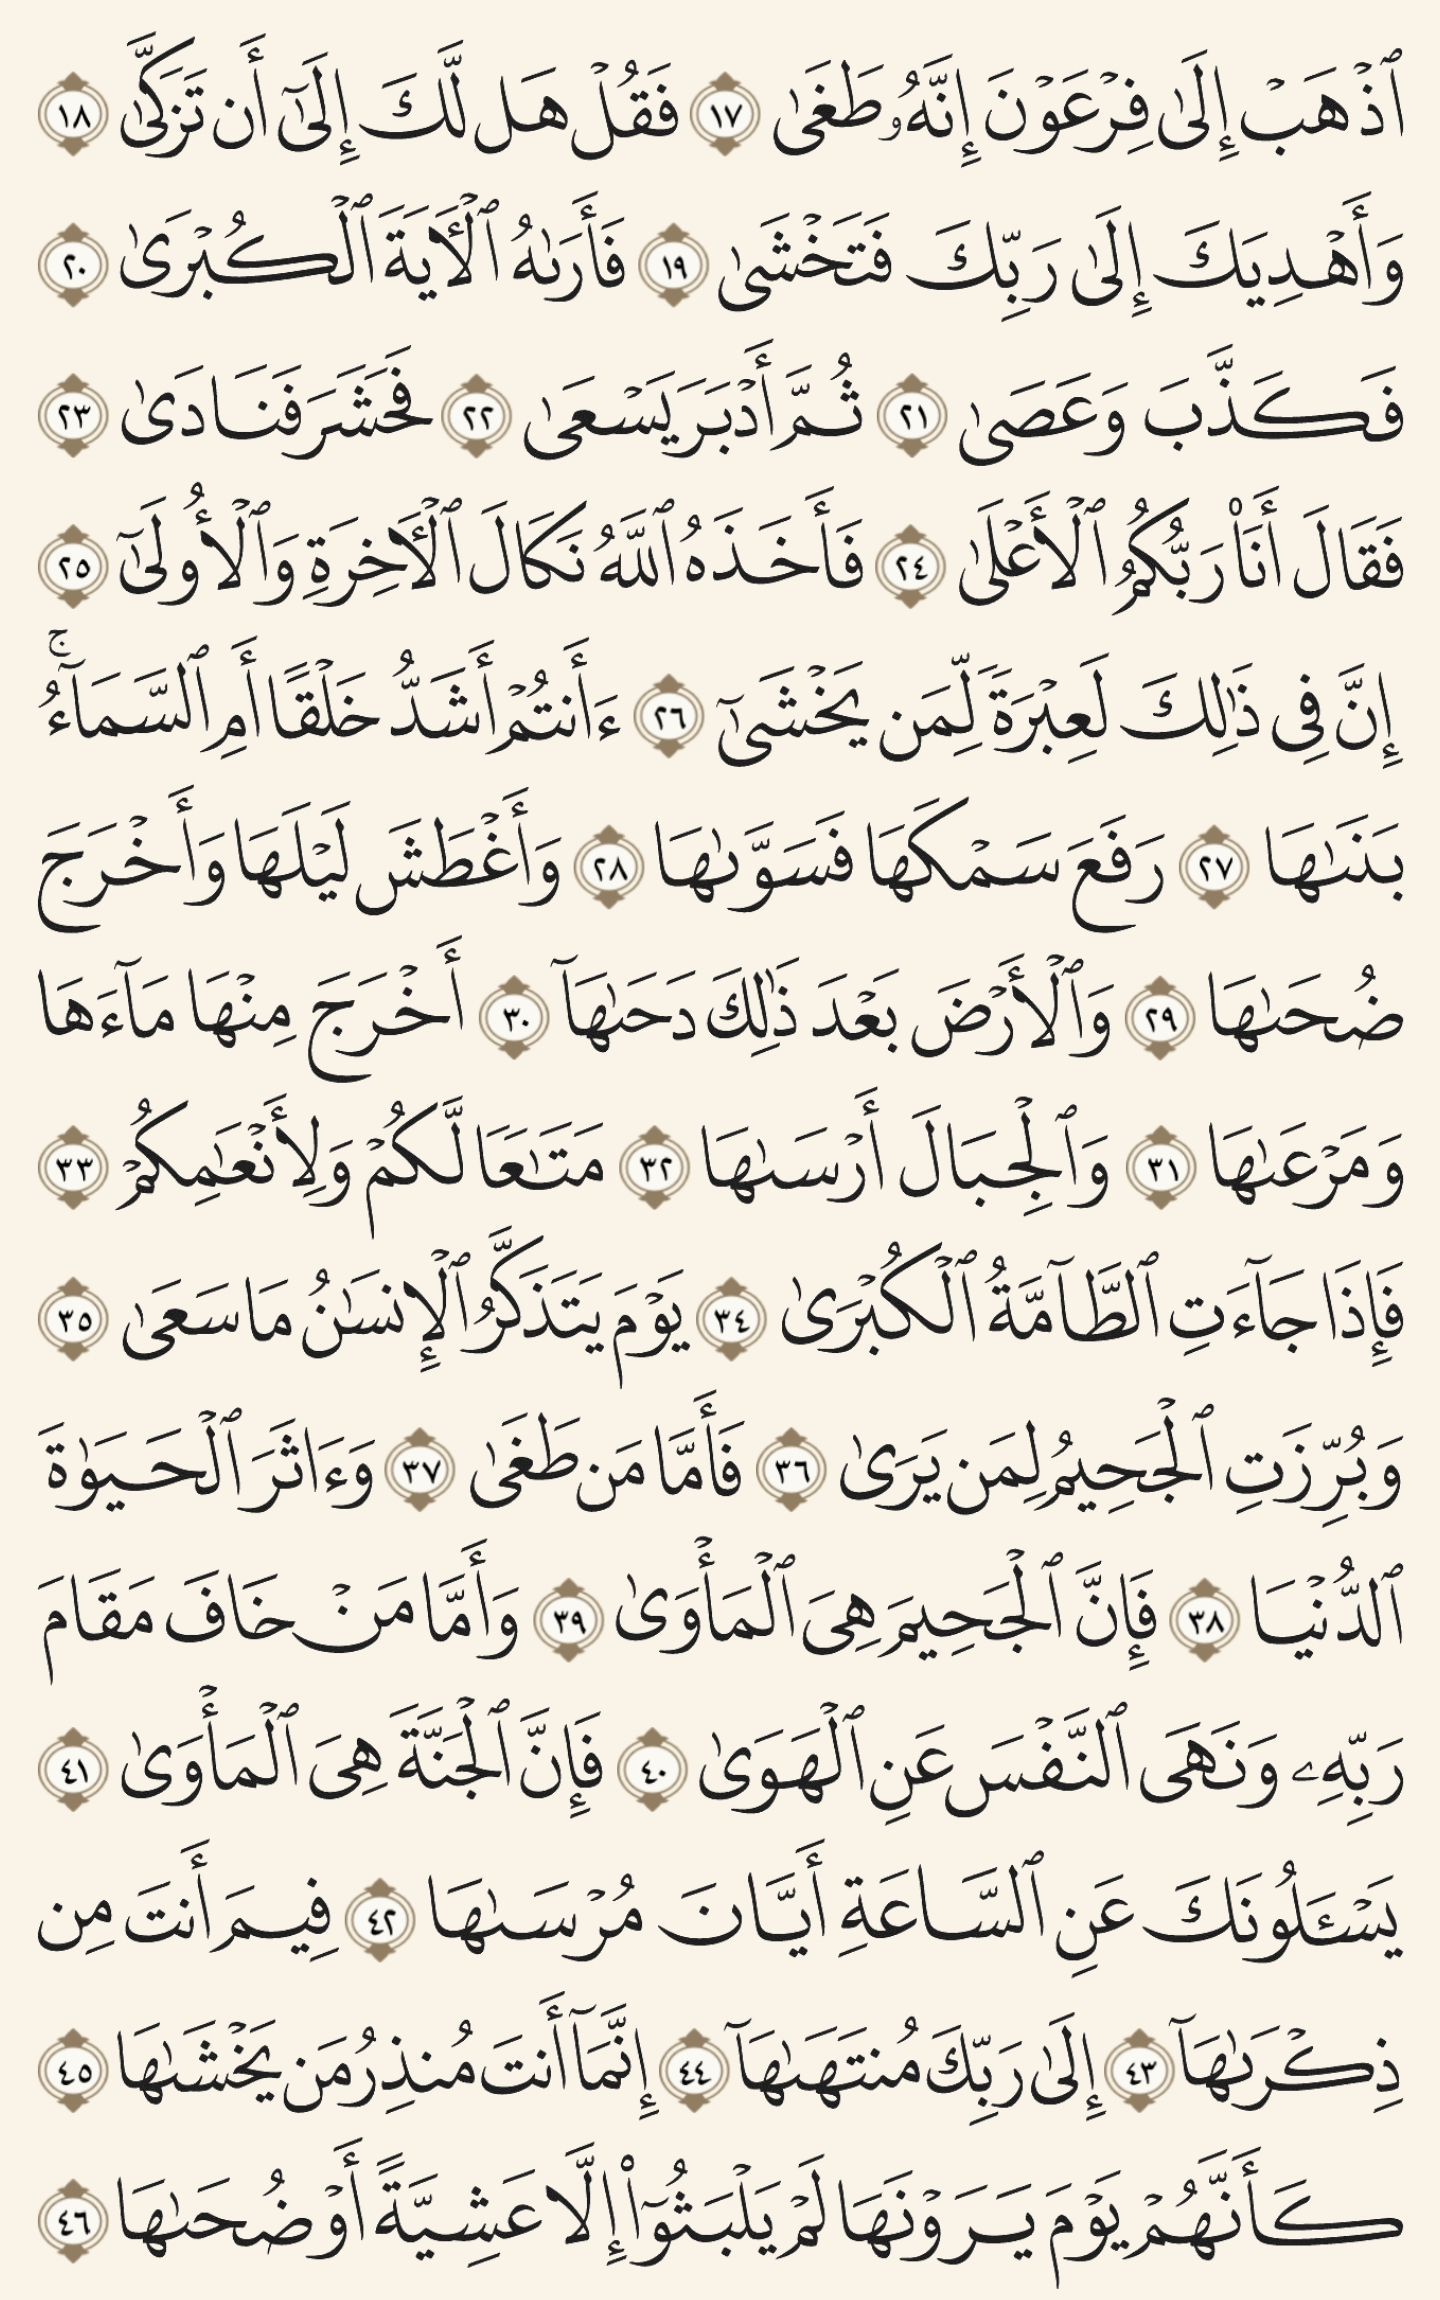 ٱذۡهَبۡ إِلَىٰ فِرۡعَوۡنَ إِنَّهُۥ طَغَىٰ ١٧ فَقُلۡ هَل لَّكَ إِلَىٰٓ أَن تَزَكَّىٰ ١٨
وَأَهۡدِيَكَ إِلَىٰ رَبِّكَ فَتَخۡشَىٰ ١٩ فَأَرَىٰهُ ٱلۡأٓيَةَ ٱلۡكُبۡرَىٰ ٢٠
فَكَذَّبَ وَعَصَىٰ ٢١ ثُمَّ أَدۡبَرَ يَسۡعَىٰ ٢٢ فَحَشَرَ فَنَادَىٰ ٢٣
فَقَالَ أَنَا۠ رَبُّكُمُ ٱلۡأَعۡلَىٰ ٢٤ فَأَخَذَهُ ٱللَّهُ نَكَالَ ٱلۡأٓخِرَةِ وَٱلۡأُولَىٰٓ ٢٥
إِنَّ فِى ذَٰلِكَ لَعِبۡرَةً لِّمَن يَخۡشَىٰٓ ٢٦ ءَأَنتُمۡ أَشَدُّ خَلۡقًا أَمِ ٱلسَّمَآءُۚ
بَنَىٰهَا ٢٧ رَفَعَ سَمۡكَهَا فَسَوَّىٰهَا ٢٨ وَأَغۡطَشَ لَيۡلَهَا وَأَخۡرَجَ
ضُحَىٰهَا ٢٩ وَٱلۡأَرۡضَ بَعۡدَ ذَٰلِكَ دَحَىٰهَآ ٣٠ أَخۡرَجَ مِنۡهَا مَآءَهَا
وَمَرۡعَىٰهَا ٣١ وَٱلۡجِبَالَ أَرۡسَىٰهَا ٣٢ مَتَٰعًا لَّكُمۡ وَلِأَنۡعَٰمِكُمۡ ٣٣
فَإِذَا جَآءَتِ ٱلطَّآمَّةُ ٱلۡكُبۡرَىٰ ٣٤ يَوۡمَ يَتَذَكَّرُ ٱلۡإِنسَٰنُ مَا سَعَىٰ ٣٥
وَبُرِّزَتِ ٱلۡجَحِيمُ لِمَن يَرَىٰ ٣٦ فَأَمَّا مَن طَغَىٰ ٣٧ وَءَاثَرَ ٱلۡحَيَوٰةَ
ٱلدُّنۡيَا ٣٨ فَإِنَّ ٱلۡجَحِيمَ هِىَ ٱلۡمَأۡوَىٰ ٣٩ وَأَمَّا مَنۡ خَافَ مَقَامَ
رَبِّهِۦ وَنَهَى ٱلنَّفۡسَ عَنِ ٱلۡهَوَىٰ ٤٠ فَإِنَّ ٱلۡجَنَّةَ هِىَ ٱلۡمَأۡوَىٰ ٤١
يَسۡـَٔلُونَكَ عَنِ ٱلسَّاعَةِ أَيَّانَ مُرۡسَىٰهَا ٤٢ فِيمَ أَنتَ مِن
ذِكۡرَىٰهَآ ٤٣ إِلَىٰ رَبِّكَ مُنتَهَىٰهَآ ٤٤ إِنَّمَآ أَنتَ مُنذِرُ مَن يَخۡشَىٰهَا ٤٥
كَأَنَّهُمۡ يَوۡمَ يَرَوۡنَهَا لَمۡ يَلۡبَثُوٓا۟ إِلَّا عَشِيَّةً أَوۡ ضُحَىٰهَا ٤٦